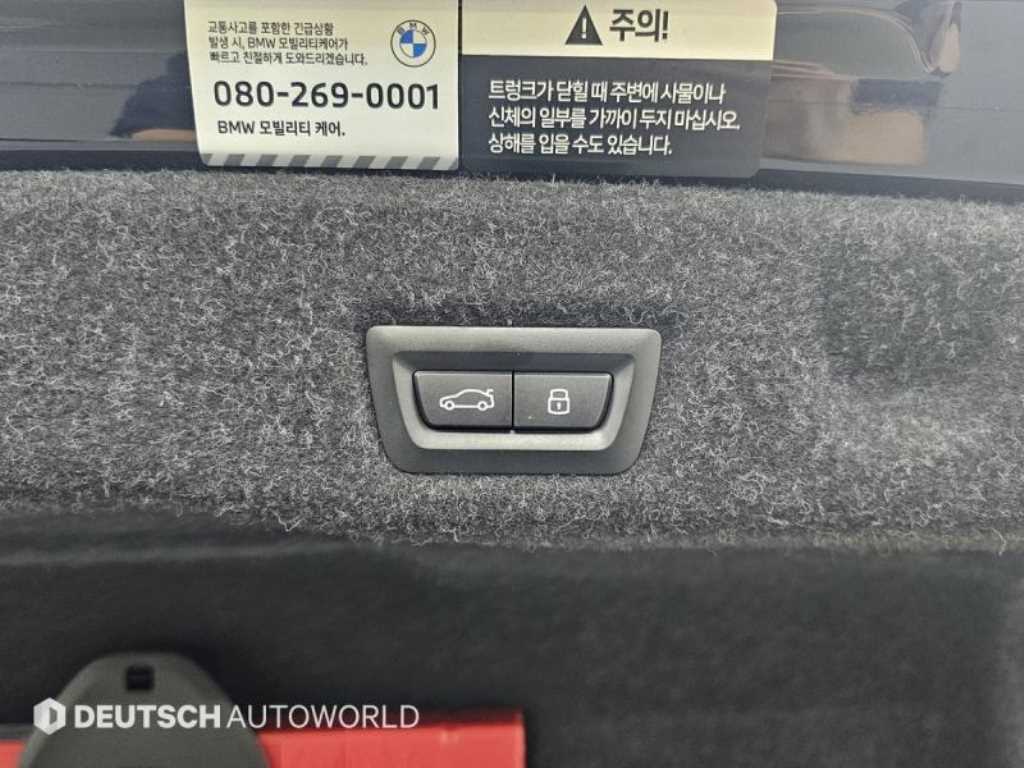 교통사고를 포함한 긴급상황
발생 시, BMW 모빌리티케어가
빠르고 친절하게 도와드리겠습니다.
BMW
080-269-0001
BMW 모빌리티 케어.
주의!
트렁크가 닫힐 때 주변에 사물이나
신체의 일부를 가까이 두지 마십시오.
상해를 입을 수도 있습니다.
DEUTSCH AUTOWORLD